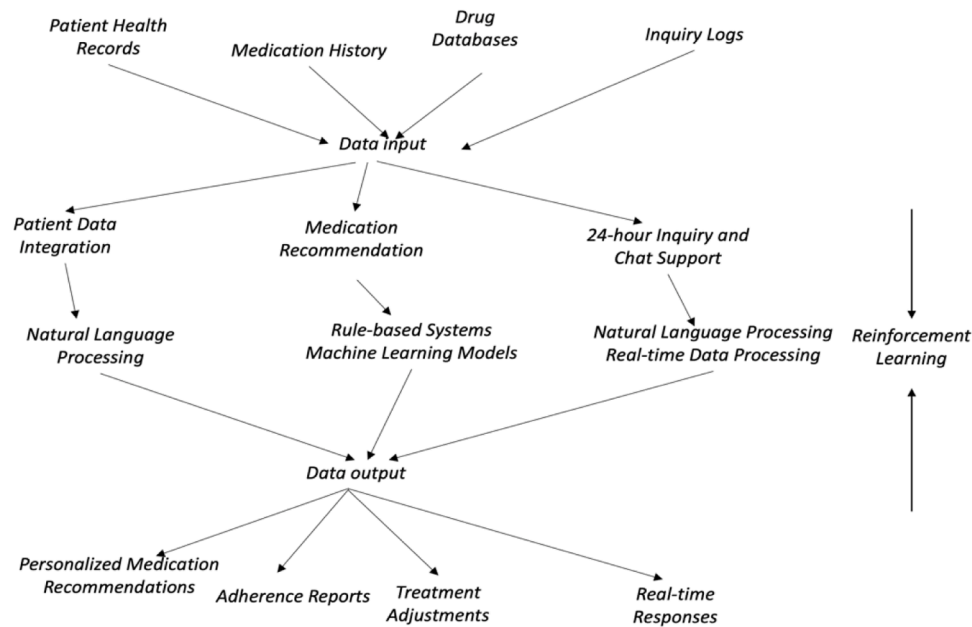 Patient Health
Records
Medication History
Drug
Databases
Inquiry Logs
Data input
Patient Data
Integration
Medication
Recommendation
24-hour Inquiry and
Chat Support
Natural Language
Processing
Rule-based Systems
Machine Learning Models
Natural Language Processing
Real-time Data Processing
Reinforcement
Learning
Data output
Personalized Medication
Recommendations
Adherence Reports
Treatment
Adjustments
Real-time
Responses